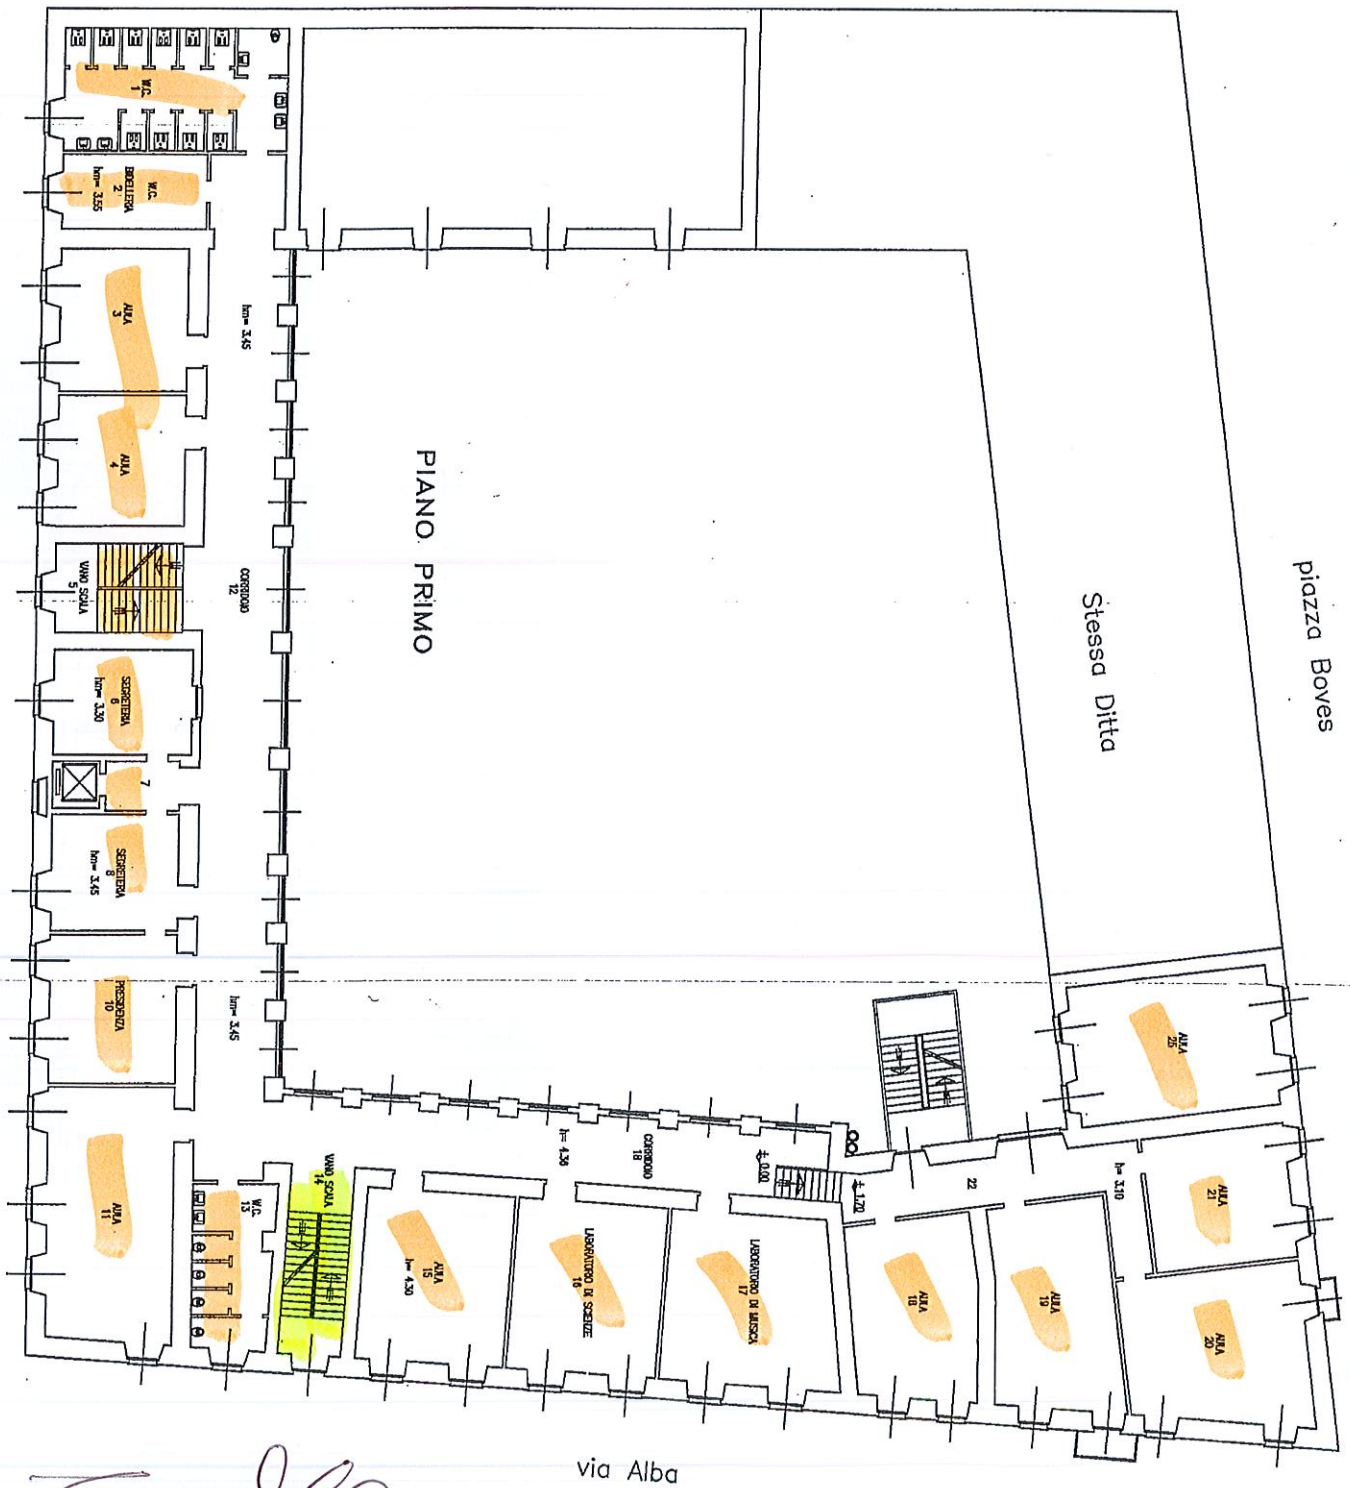 piazza Boves
Stessa Ditta
PIANO PRIMO
W.C.
1
W.C.
BIDELLERIA
2
hm= 3.55
AULA
3
hm= 3.45
AULA
4
VANO SCALA
5
CORRIDOIO
12
SEGRETERIA
6
hm= 3.30
7
SEGRETERIA
8
hm= 3.45
PRESIDENZA
10
hm= 3.45
AULA
11
W.C.
13
VANO SCALA
14
AULA
15
h= 4.30
h= 4.36
CORRIDOIO
18
LABORATORIO DI SCIENZE
16
LABORATORIO DI MUSICA
17
± 0.00
± 1.70
22
AULA
18
AULA
19
h= 3.10
AULA
21
AULA
20
AULA
25
via Alba